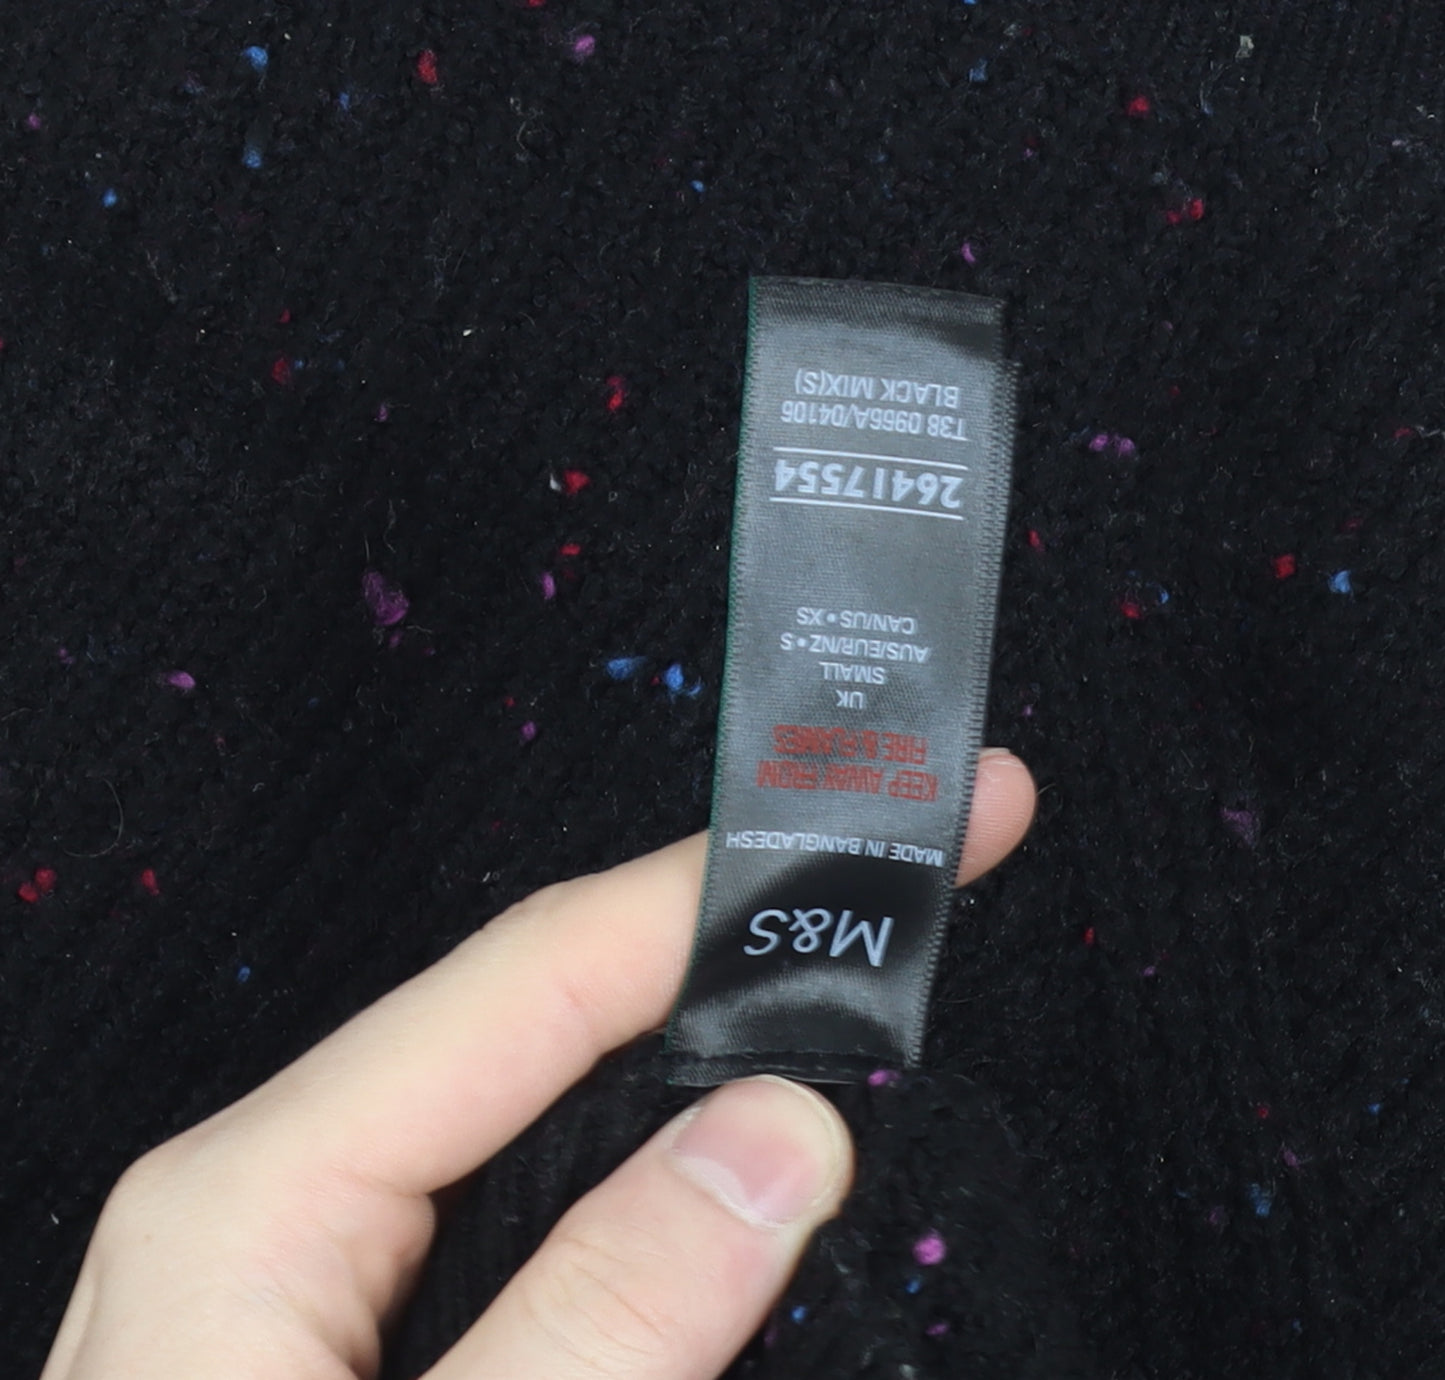 M&S
MADE IN BANGLADESH
KEEP AWAY FROM
FIRE & FLAMES
UK
SMALL
AUS/EUR/NZ • S
CAN/US • XS
26417554
T38 0966A/04106
BLACK MIX(S)